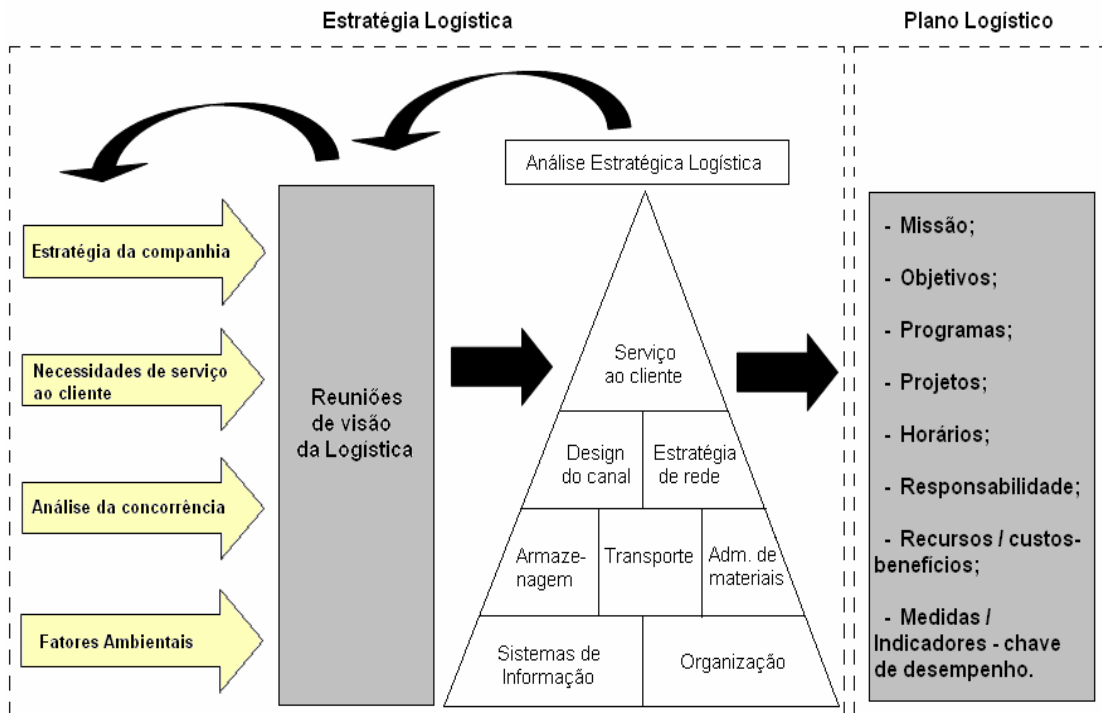 Estratégia Logística
Plano Logístico
Estratégia da companhia
Necessidades de serviço
ao cliente
Análise da concorrência
Fatores Ambientais
Reuniões
de visão
da Logística
Análise Estratégica Logística
Serviço
ao cliente
Design
do canal
Estratégia
de rede
Armaze-
nagem
Transporte
Adm. de
materiais
Sistemas de
Informação
Organização
- Missão;
- Objetivos;
- Programas;
- Projetos;
- Horários;
- Responsabilidade;
- Recursos / custos-
benefícios;
- Medidas /
Indicadores - chave
de desempenho.